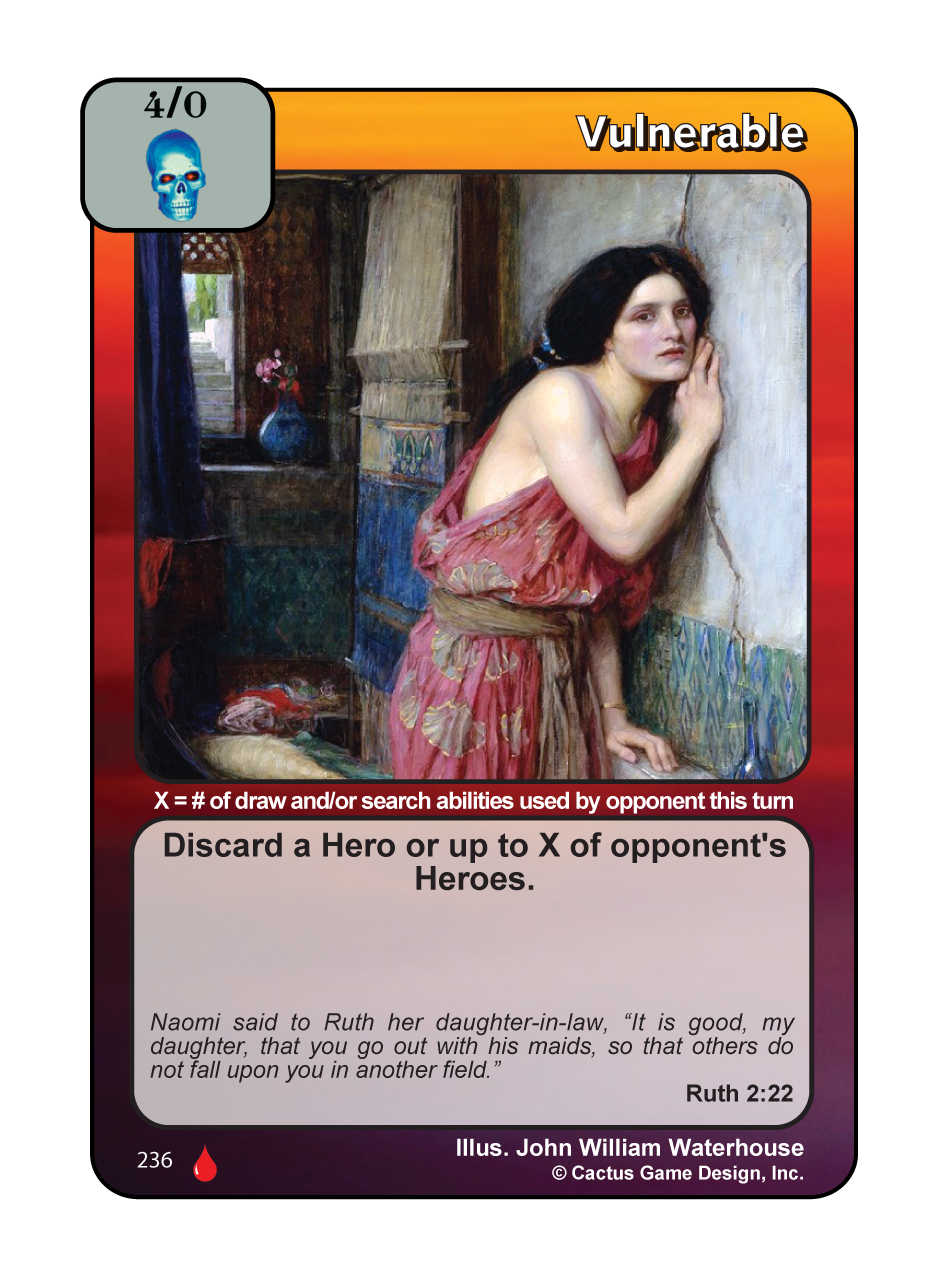 4/0
Vulnerable
X = # of draw and/or search abilities used by opponent this turn
Discard a Hero or up to X of opponent's
Heroes.
Naomi said to Ruth her daughter-in-law, “It is good, my
daughter, that you go out with his maids, so that others do
not fall upon you in another field.”
Ruth 2:22
Illus. John William Waterhouse
236
© Cactus Game Design, Inc.